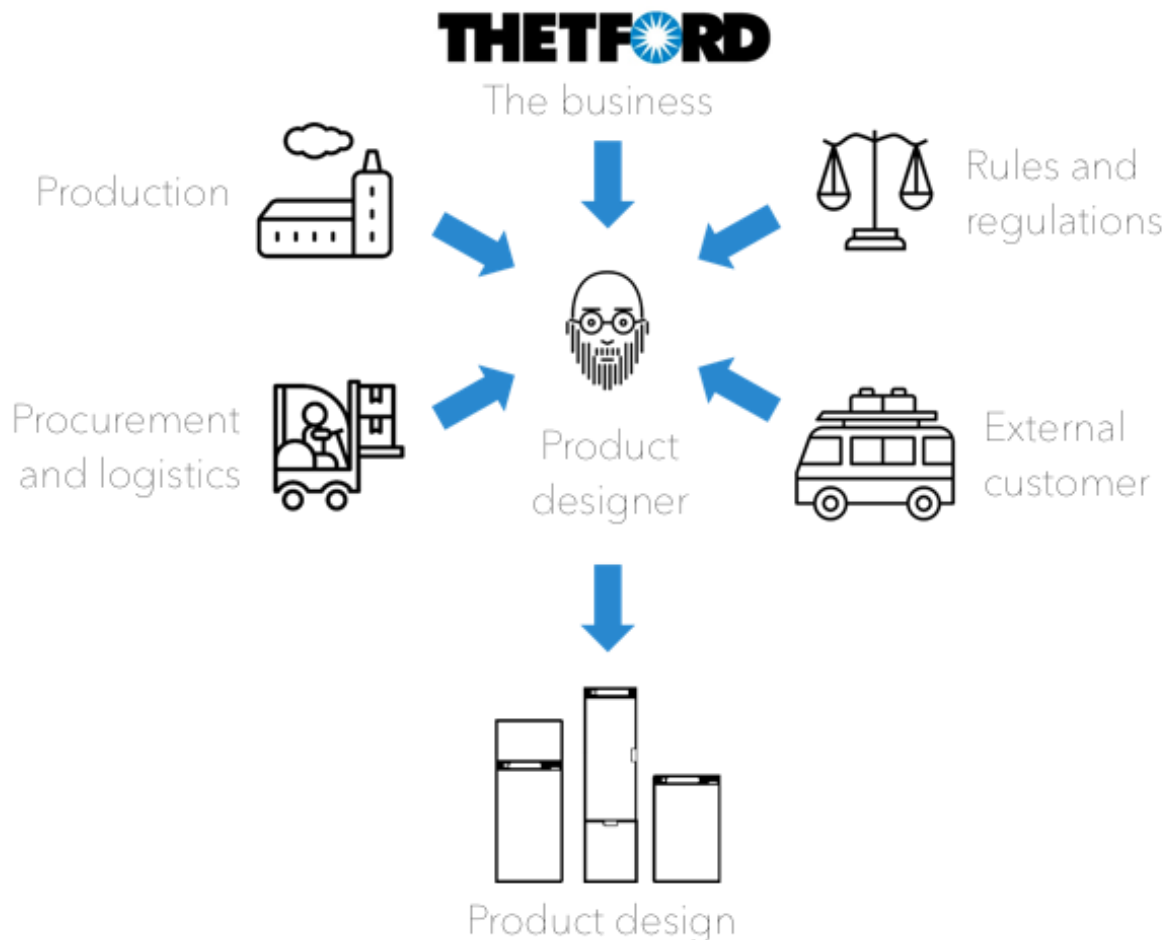 THETFORD
The business
Production
Rules and
regulations
Procurement
and logistics
Product
designer
External
customer
Product design